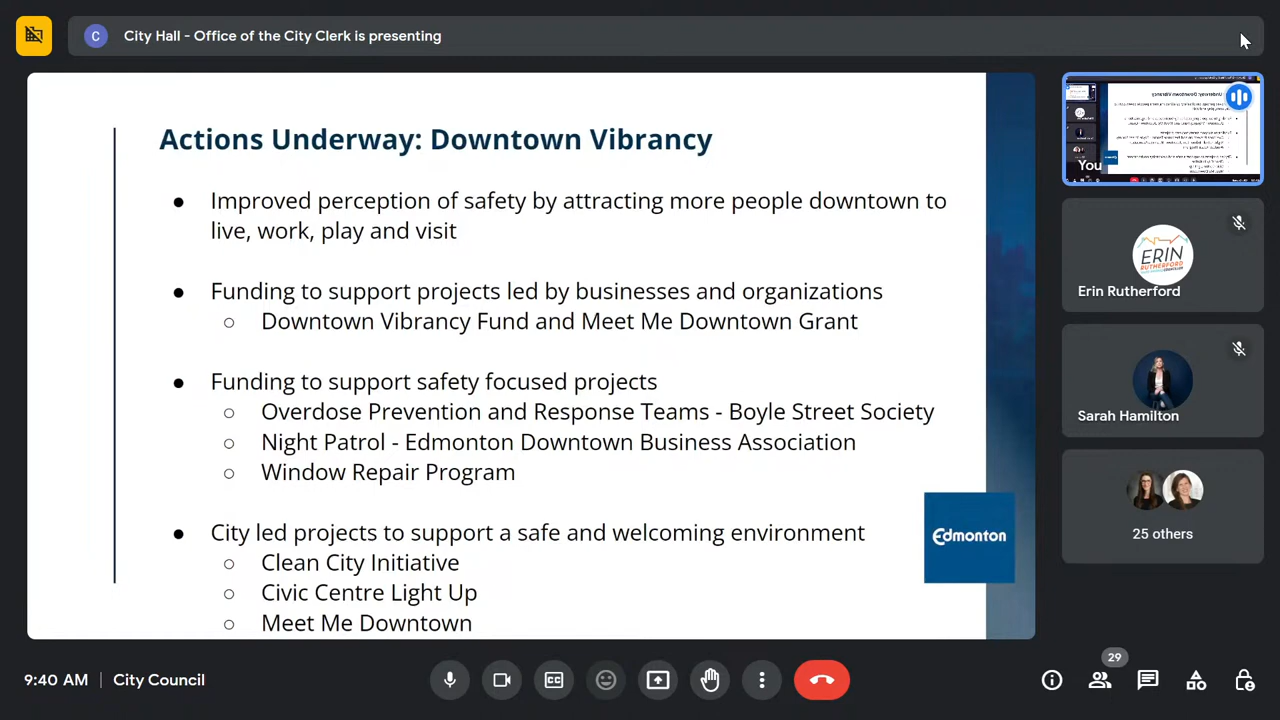 C
City Hall - Office of the City Clerk is presenting
Actions Underway: Downtown Vibrancy
● Improved perception of safety by attracting more people downtown to
live, work, play and visit
● Funding to support projects led by businesses and organizations
○ Downtown Vibrancy Fund and Meet Me Downtown Grant
● Funding to support safety focused projects
○ Overdose Prevention and Response Teams - Boyle Street Society
○ Night Patrol - Edmonton Downtown Business Association
○ Window Repair Program
● City led projects to support a safe and welcoming environment
○ Clean City Initiative
○ Civic Centre Light Up
○ Meet Me Downtown
Edmonton
You
ERIN
RUTHERFORD
Erin Rutherford
Sarah Hamilton
25 others
9:40 AM | City Council
CC
29